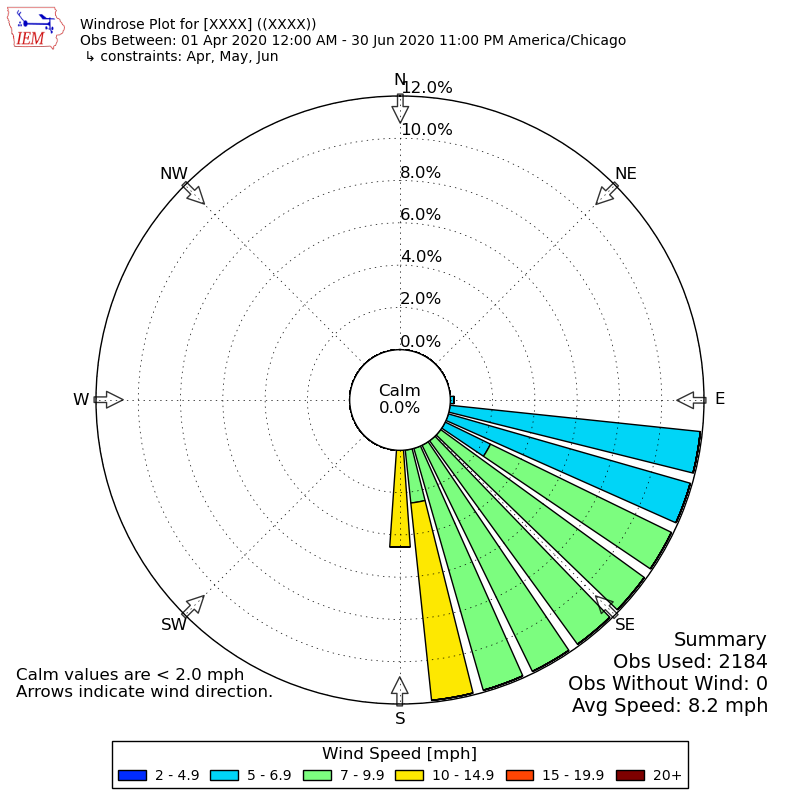 IEM
Windrose Plot for [XXXX] ((XXXX))
Obs Between: 01 Apr 2020 12:00 AM - 30 Jun 2020 11:00 PM America/Chicago
↳ constraints: Apr, May, Jun
N
12.0%
10.0%
NW
NE
8.0%
6.0%
4.0%
2.0%
0.0%
Calm
0.0%
W
E
SW
SE
S
Summary
Obs Used: 2184
Obs Without Wind: 0
Avg Speed: 8.2 mph
Calm values are < 2.0 mph
Arrows indicate wind direction.
Wind Speed [mph]
2 - 4.9 5 - 6.9 7 - 9.9 10 - 14.9 15 - 19.9 20+